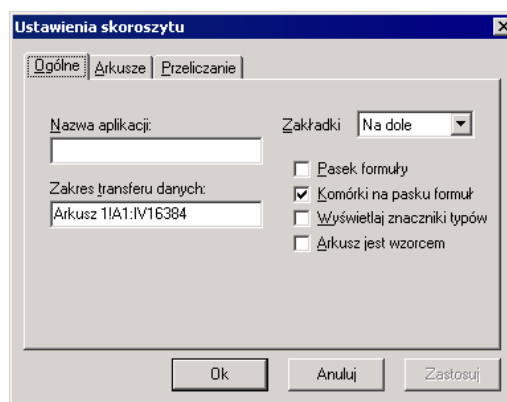 Ustawienia skoroszytu
Ogólne Arkusze Przeliczanie
Nazwa aplikacji:
Zakładki Na dole
Pasek formuły
Zakres transferu danych:
Komórki na pasku formuł
Arkusz 1!A1:IV16384
Wyświetlaj znaczniki typów
Arkusz jest wzorcem
Ok Anuluj Zastosuj